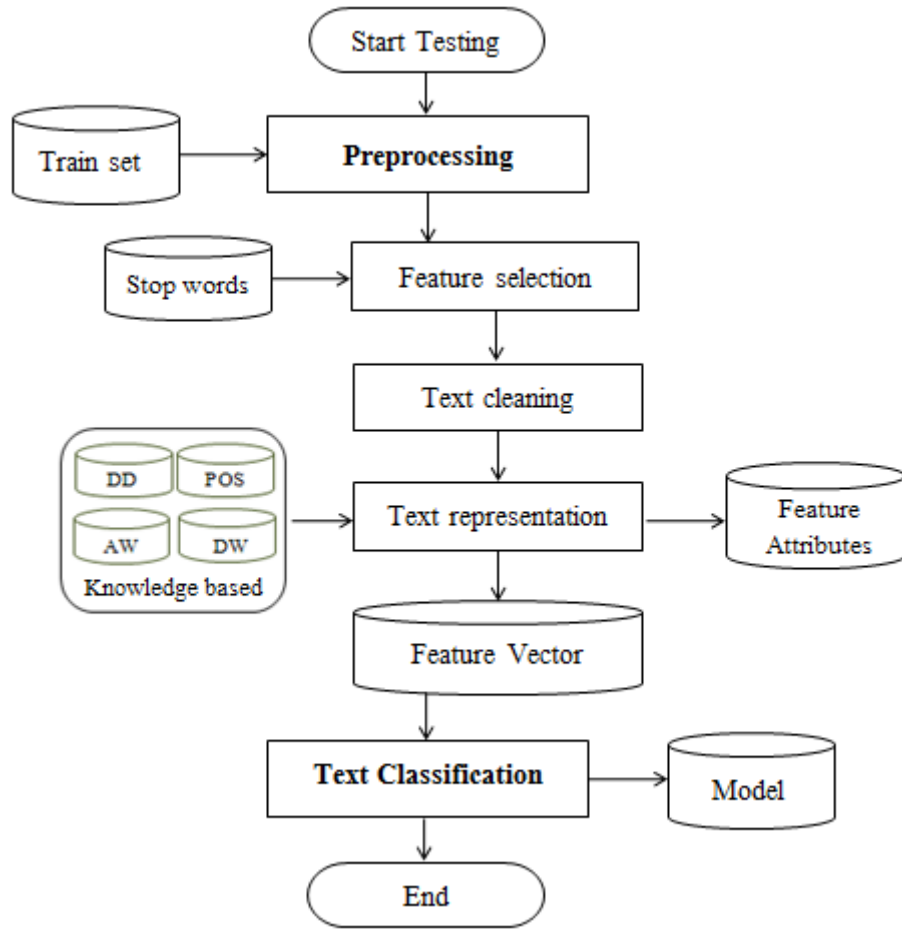 Start Testing
Train set
Preprocessing
Stop words
Feature selection
Text cleaning
DD
POS
AW
DW
Knowledge based
Text representation
Feature
Attributes
Feature Vector
Text Classification
Model
End